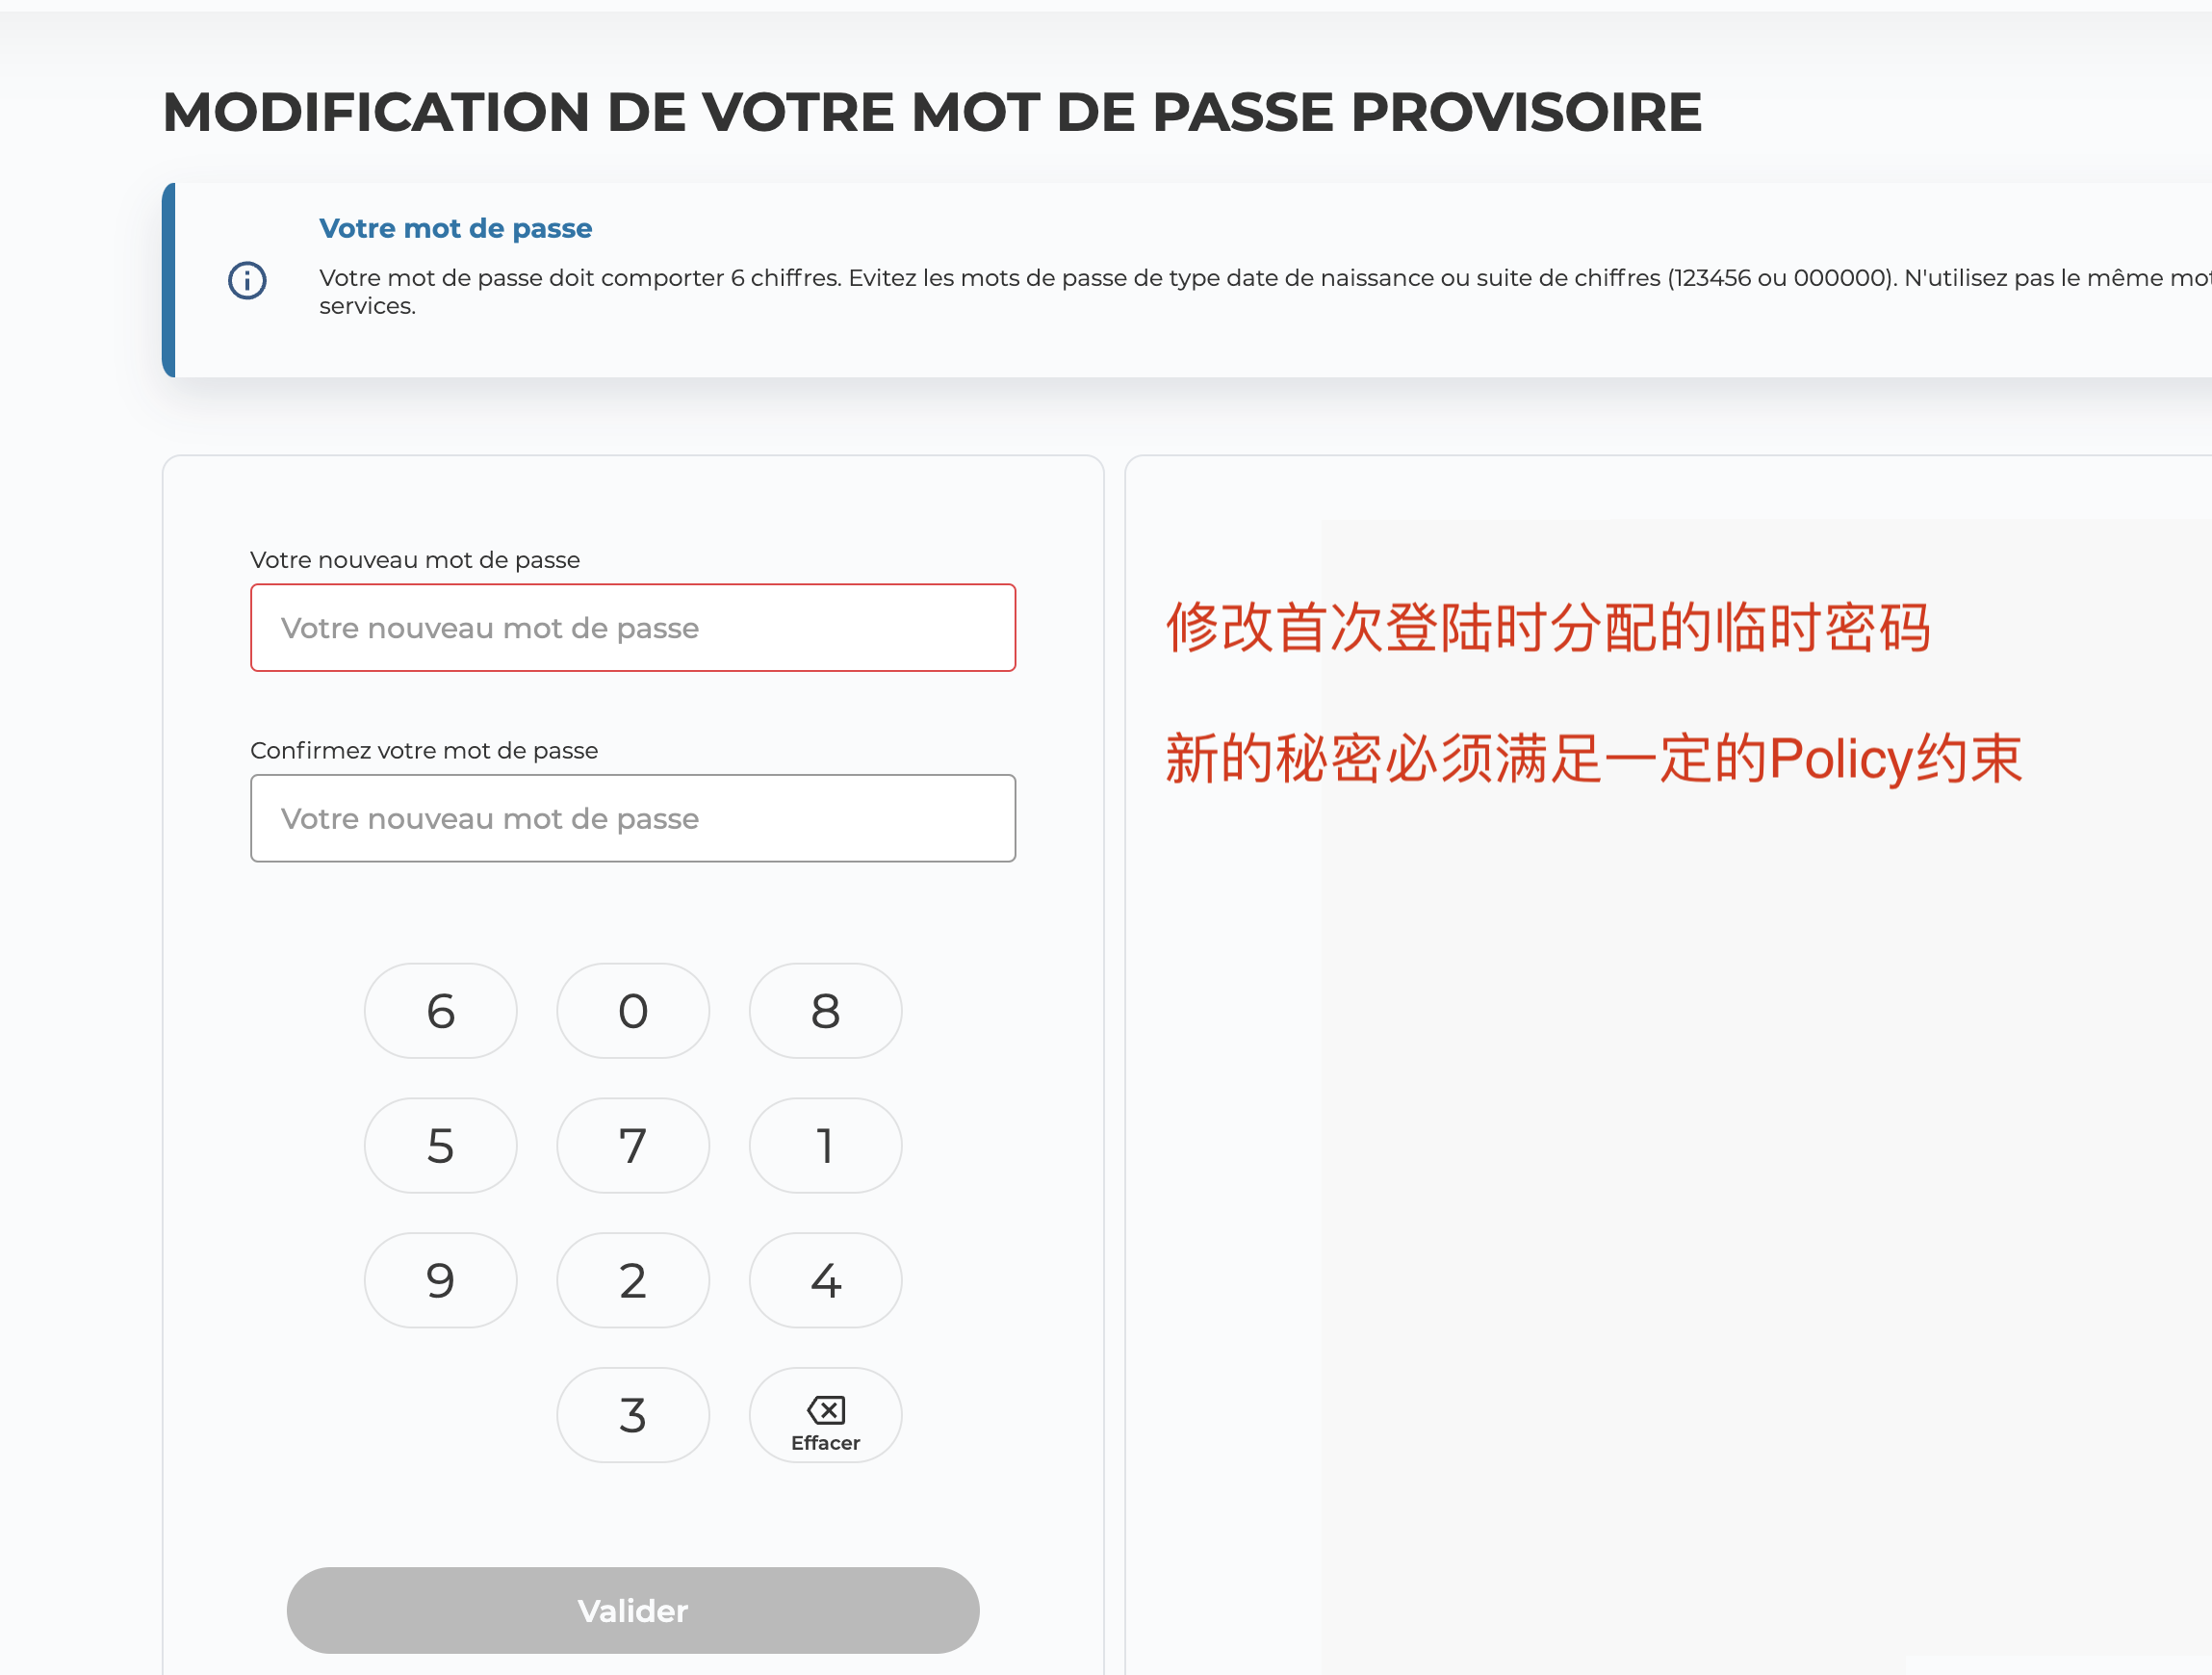 MODIFICATION DE VOTRE MOT DE PASSE PROVISOIRE
Votre mot de passe
Votre mot de passe doit comporter 6 chiffres. Evitez les mots de passe de type date de naissance ou suite de chiffres (123456 ou 000000). N'utilisez pas le même mot
services.
Votre nouveau mot de passe
Votre nouveau mot de passe
Confirmez votre mot de passe
Votre nouveau mot de passe
修改首次登陆时分配的临时密码
新的秘密必须满足一定的Policy约束
6 0 8
5 7 1
9 2 4
3
Effacer
Valider